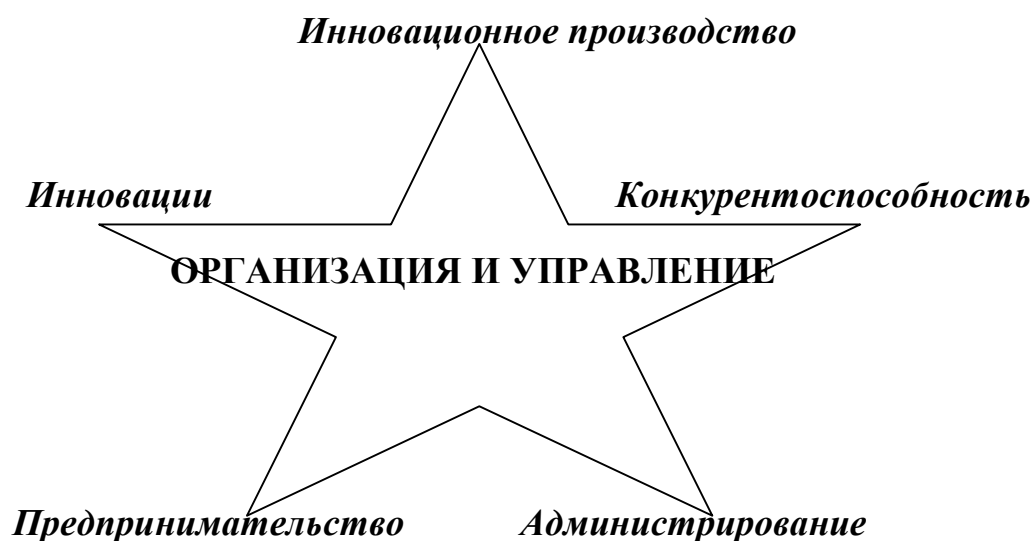 Инновационное производство
Инновации
Конкурентоспособность
ОРГАНИЗАЦИЯ И УПРАВЛЕНИЕ
Предпринимательство
Администрирование